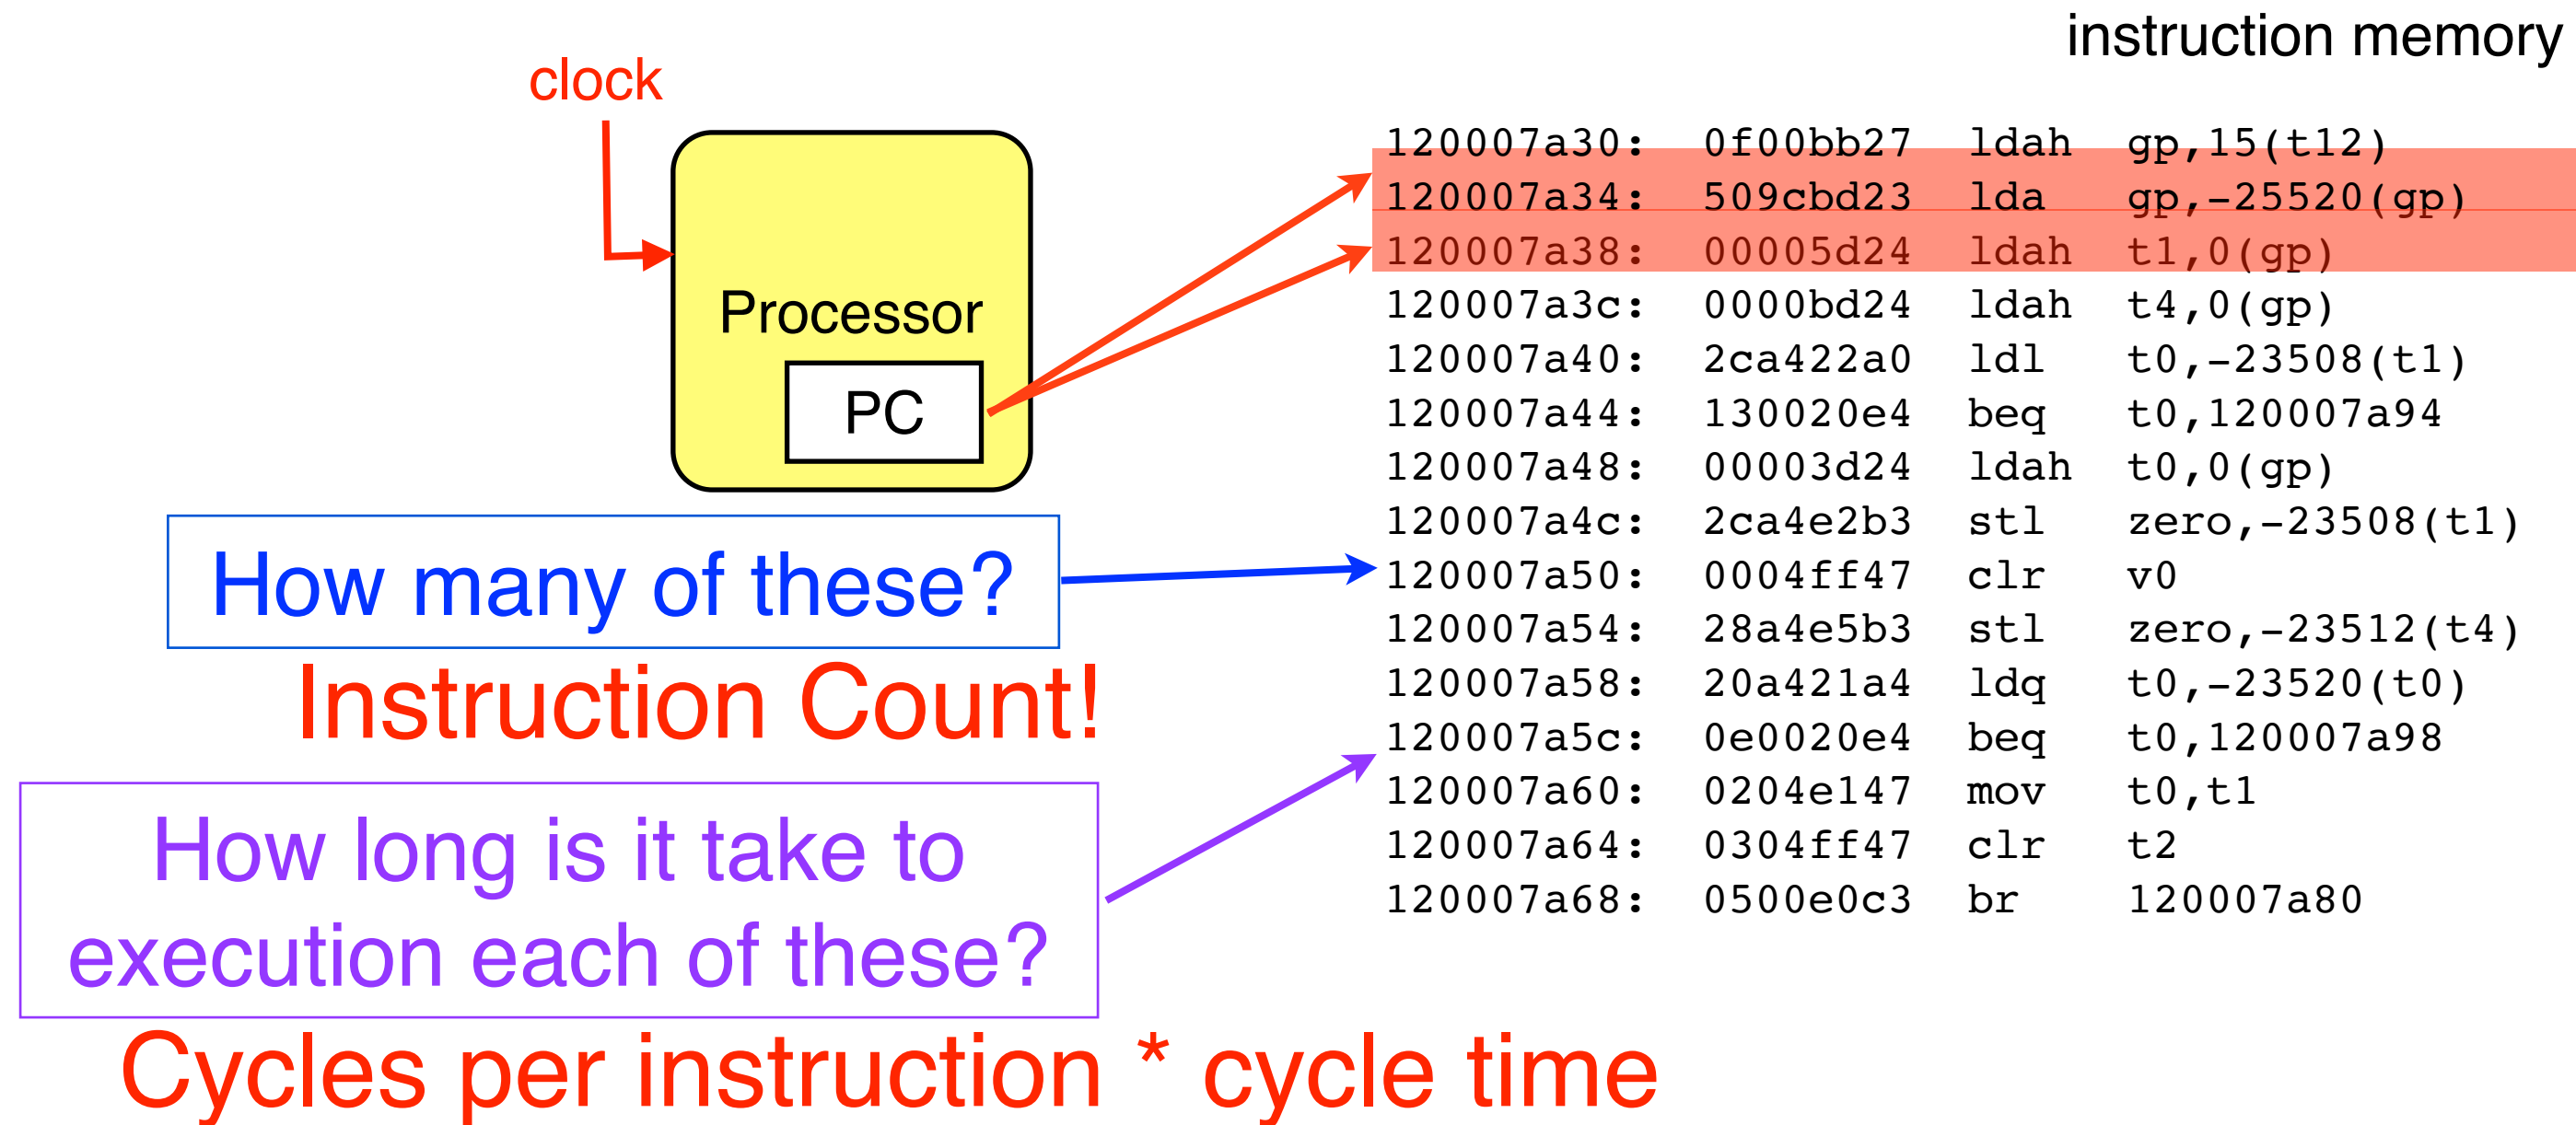 instruction memory
clock
Processor
PC
120007a30: 0f00bb27 ldah gp,15(t12)
120007a34: 509cbd23 lda gp,-25520(gp)
120007a38: 00005d24 ldah t1,0(gp)
120007a3c: 0000bd24 ldah t4,0(gp)
120007a40: 2ca422a0 ldl t0,-23508(t1)
120007a44: 130020e4 beq t0,120007a94
120007a48: 00003d24 ldah t0,0(gp)
120007a4c: 2ca4e2b3 stl zero,-23508(t1)
120007a50: 0004ff47 clr v0
120007a54: 28a4e5b3 stl zero,-23512(t4)
120007a58: 20a421a4 ldq t0,-23520(t0)
120007a5c: 0e0020e4 beq t0,120007a98
120007a60: 0204e147 mov t0,t1
120007a64: 0304ff47 clr t2
120007a68: 0500e0c3 br 120007a80
How many of these?
Instruction Count!
How long is it take to
execution each of these?
Cycles per instruction * cycle time